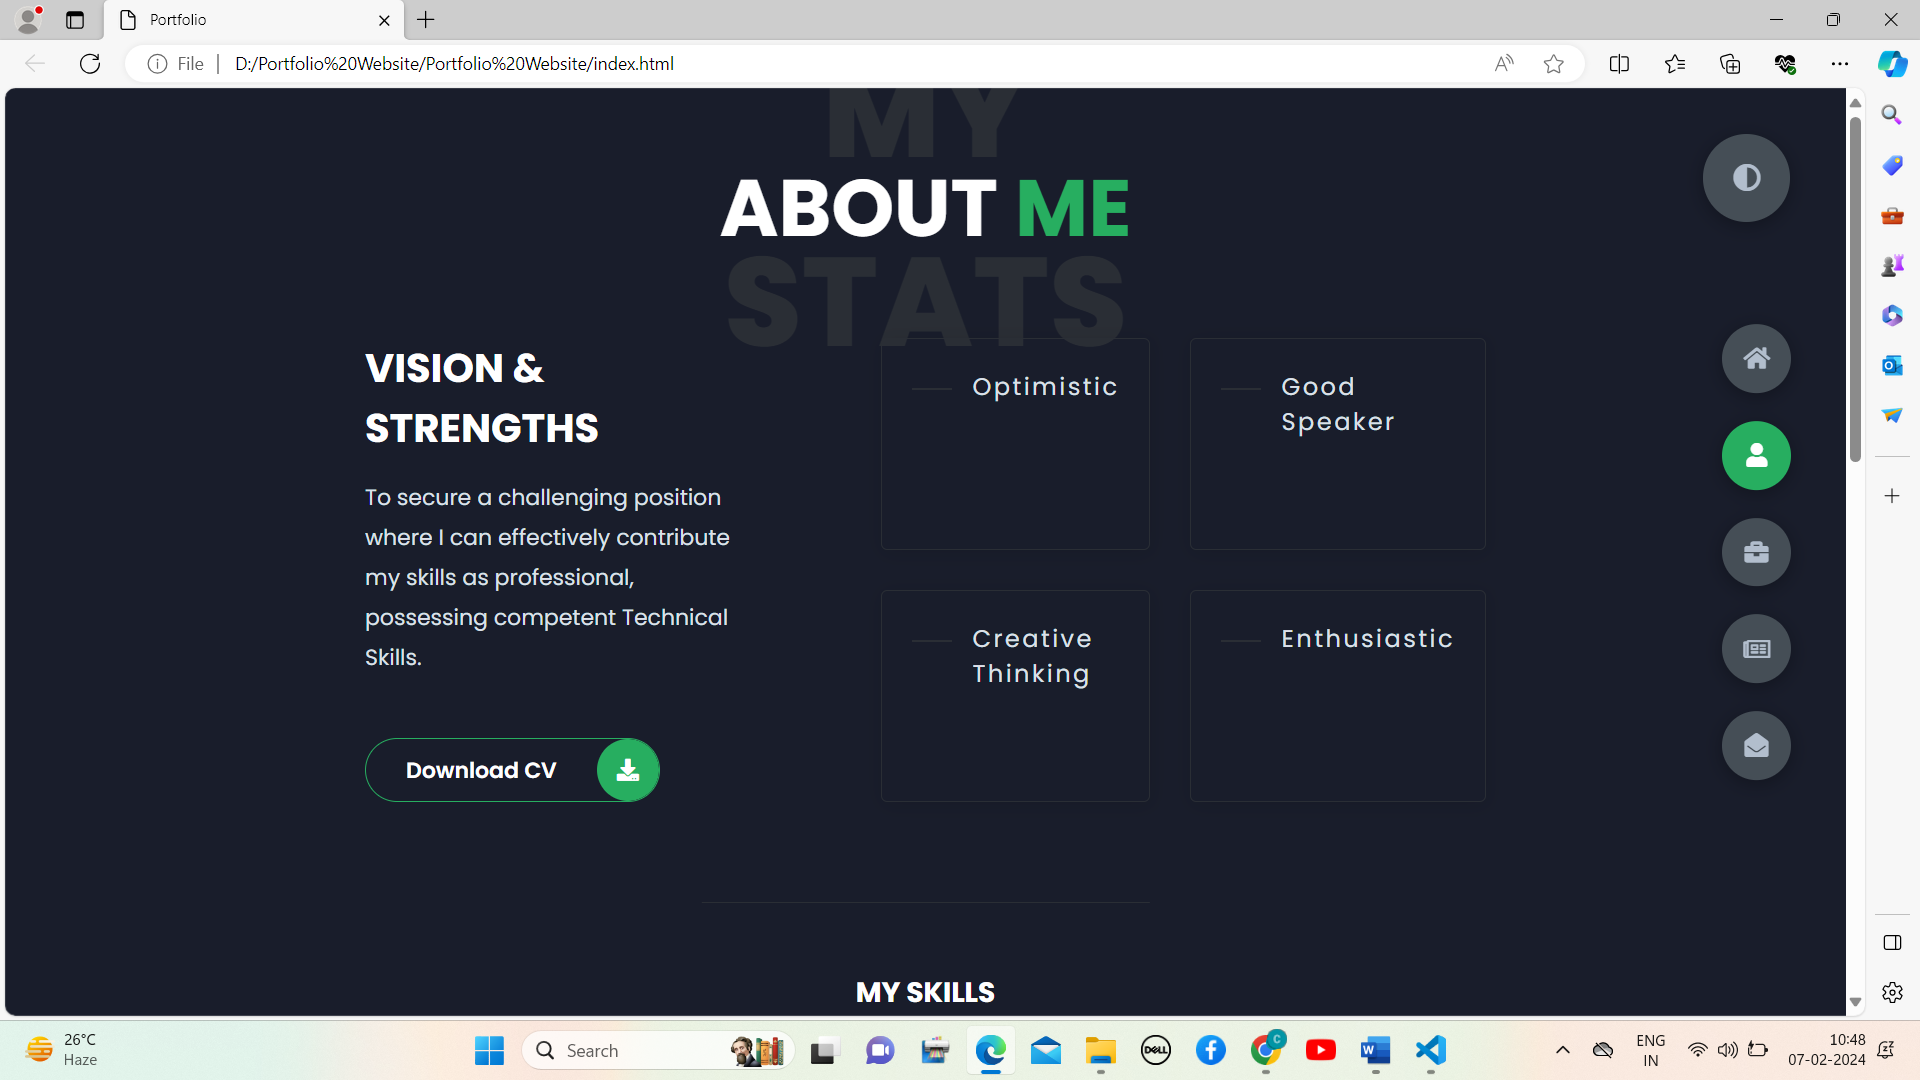 Portfolio
File
D:/Portfolio%20Website/Portfolio%20Website/index.html
MY
ABOUT ME
STATS
VISION &
STRENGTHS
To secure a challenging position
where I can effectively contribute
my skills as professional,
possessing competent Technical
Skills.
Download CV
Optimistic
Good
Speaker
Creative
Thinking
Enthusiastic
MY SKILLS
26°C
Haze
Search
DELL
C
ENG
IN
10:48
07-02-2024